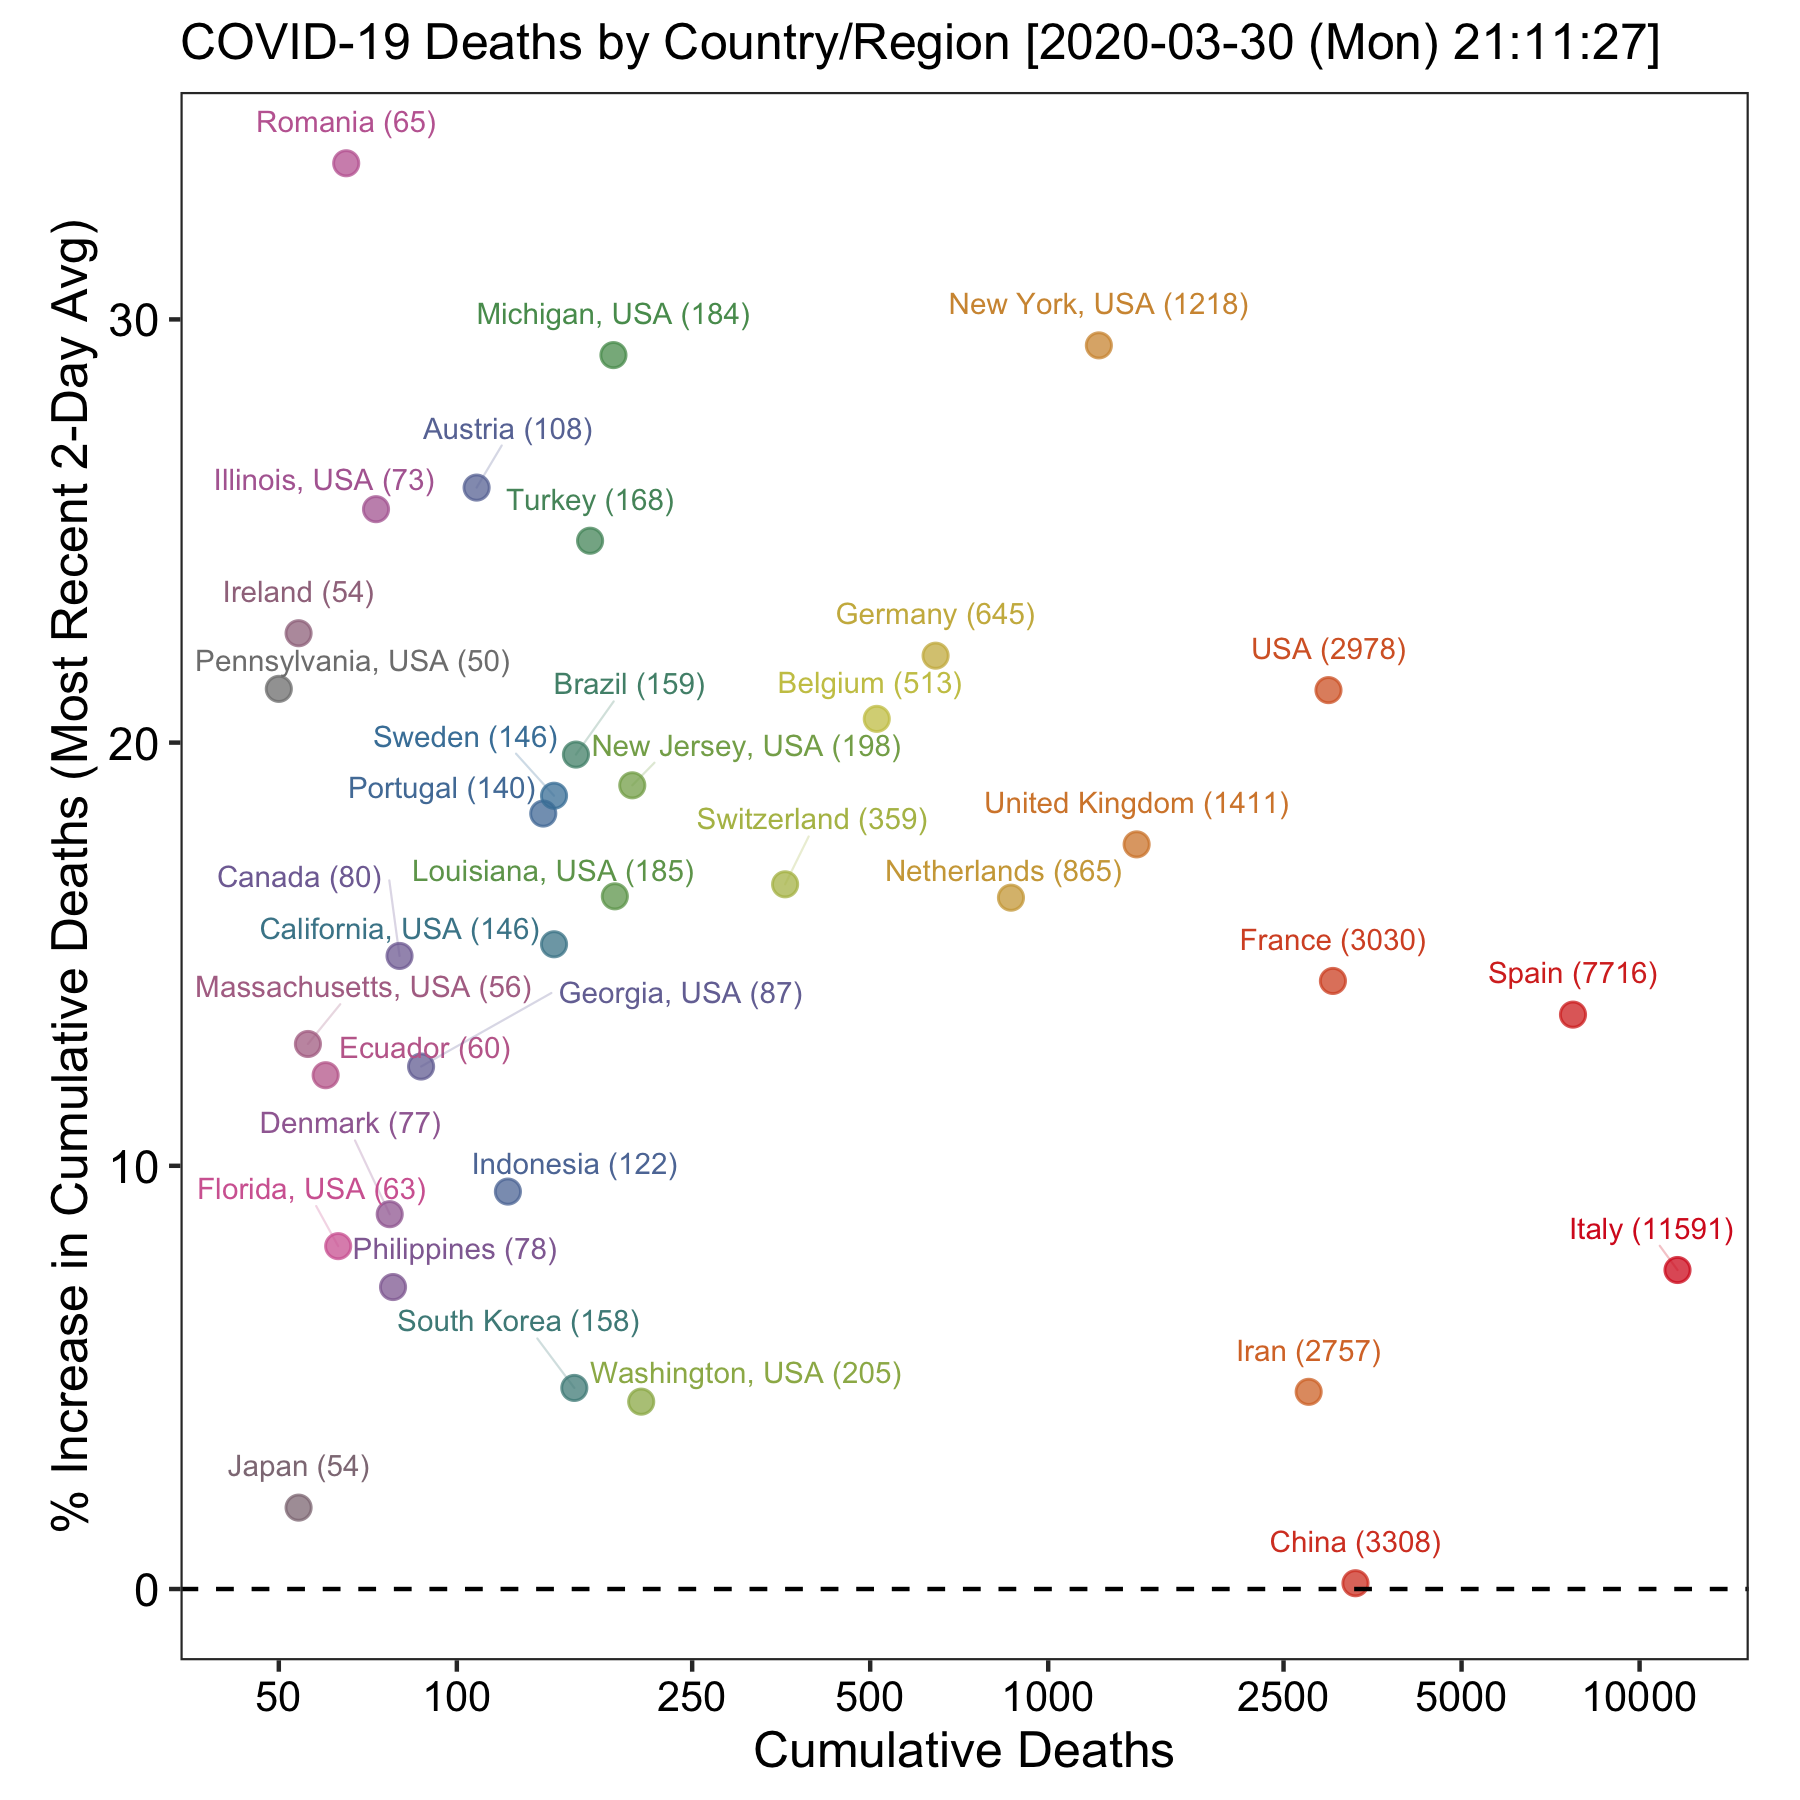 COVID-19 Deaths by Country/Region [2020-03-30 (Mon) 21:11:27]
% Increase in Cumulative Deaths (Most Recent 2-Day Avg)
30
20
10
0
Romania (65)
New York, USA (1218)
Michigan, USA (184)
Austria (108)
Illinois, USA (73)
Turkey (168)
Ireland (54)
Germany (645)
USA (2978)
Pennsylvania, USA (50)
Brazil (159)
Belgium (513)
Sweden (146)
New Jersey, USA (198)
Portugal (140)
United Kingdom (1411)
Switzerland (359)
Canada (80)
Louisiana, USA (185)
Netherlands (865)
California, USA (146)
France (3030)
Spain (7716)
Massachusetts, USA (56)
Georgia, USA (87)
Ecuador (60)
Denmark (77)
Indonesia (122)
Florida, USA (63)
Italy (11591)
Philippines (78)
South Korea (158)
Iran (2757)
Washington, USA (205)
Japan (54)
China (3308)
50 100 250 500 1000 2500 5000 10000
Cumulative Deaths